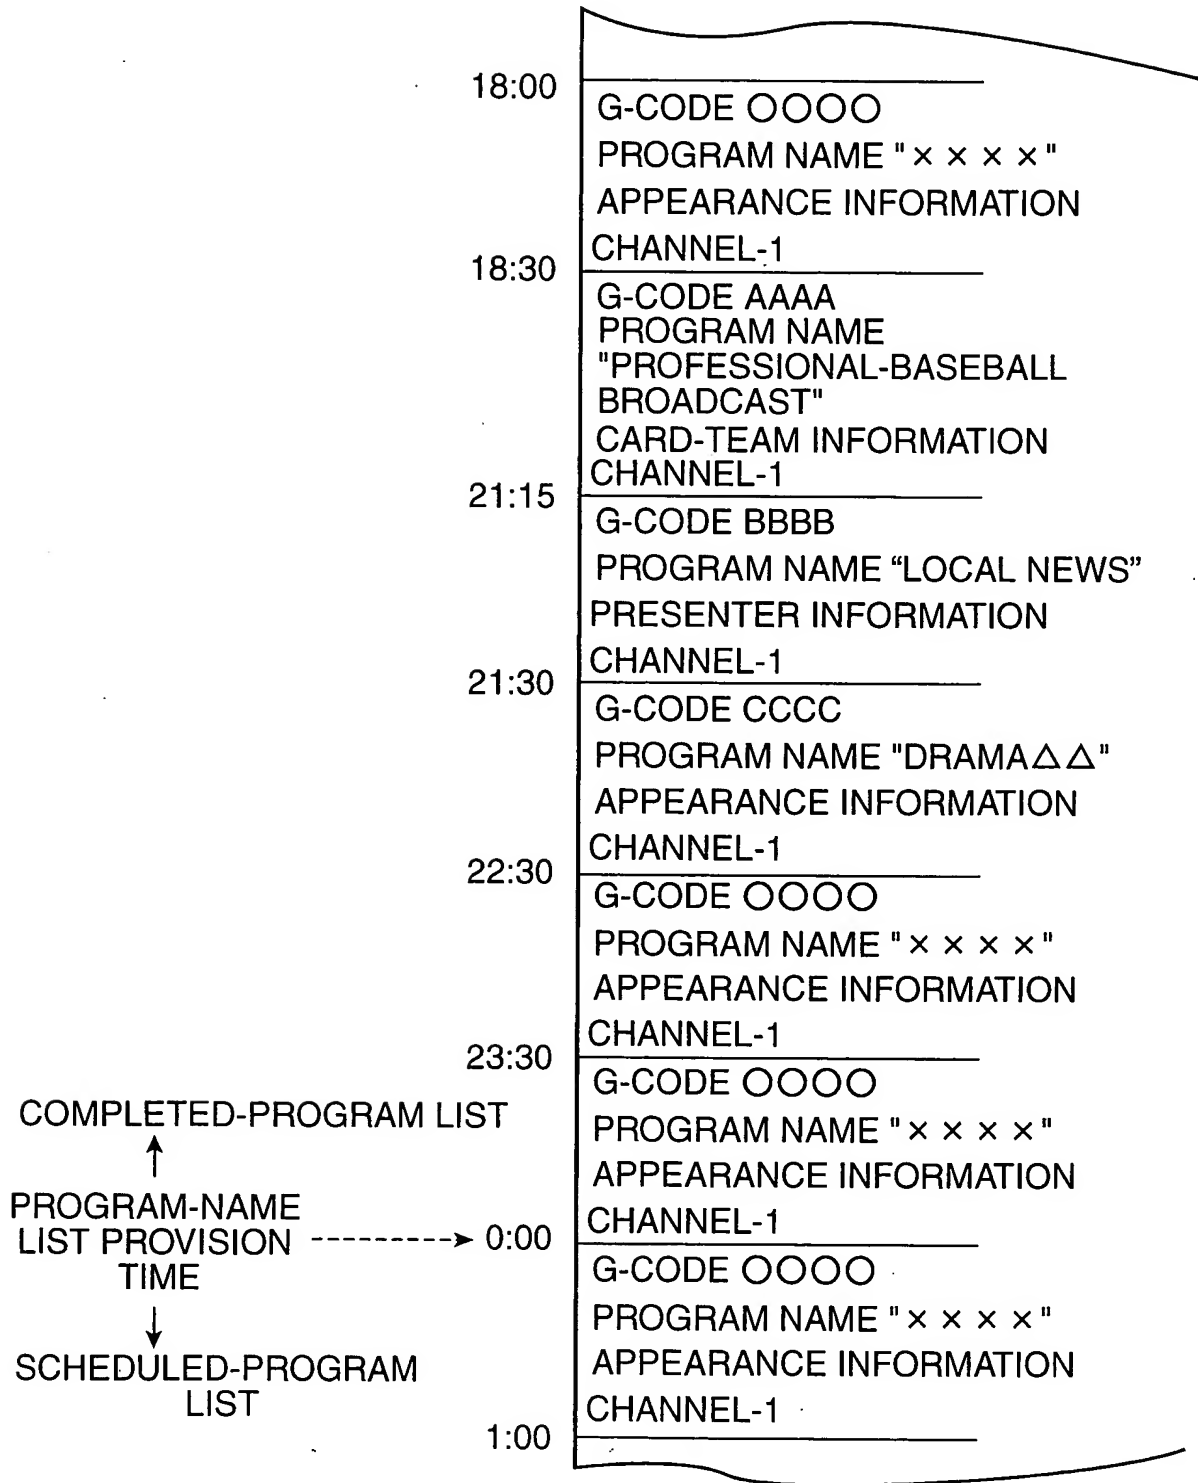 18:00
G-CODE ○○○○
PROGRAM NAME "××××"
APPEARANCE INFORMATION
CHANNEL-1
18:30
G-CODE AAAA
PROGRAM NAME
"PROFESSIONAL-BASEBALL
BROADCAST"
CARD-TEAM INFORMATION
CHANNEL-1
21:15
G-CODE BBBB
PROGRAM NAME “LOCAL NEWS”
PRESENTER INFORMATION
CHANNEL-1
21:30
G-CODE CCCC
PROGRAM NAME "DRAMA△△"
APPEARANCE INFORMATION
CHANNEL-1
22:30
G-CODE ○○○○
PROGRAM NAME "××××"
APPEARANCE INFORMATION
CHANNEL-1
23:30
G-CODE ○○○○
PROGRAM NAME "××××"
APPEARANCE INFORMATION
CHANNEL-1
COMPLETED-PROGRAM LIST
PROGRAM-NAME
LIST PROVISION
TIME
0:00
G-CODE ○○○○
PROGRAM NAME "××××"
APPEARANCE INFORMATION
CHANNEL-1
SCHEDULED-PROGRAM
LIST
1:00